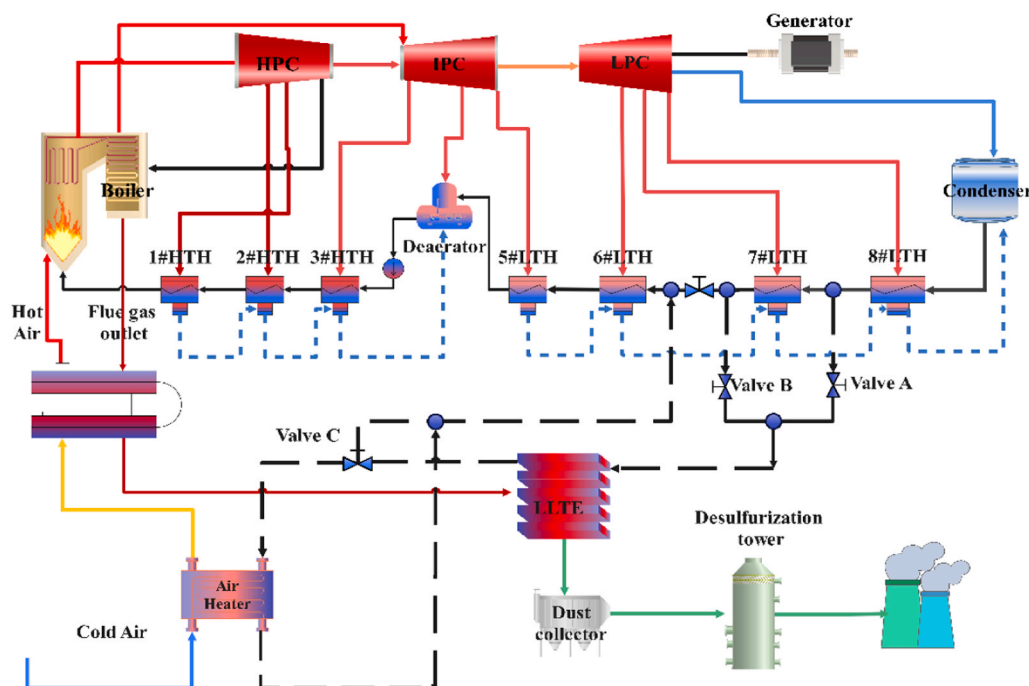 Generator
HPC
IPC
LPC
Boiler
Condenser
Deaerator
1#HTH
2#HTH
3#HTH
5#LTH
6#LTH
7#LTH
8#LTH
Hot
Air
Flue gas
outlet
Valve B
Valve A
Valve C
LLTE
Desulfurization
tower
Air
Heater
Dust
collector
Cold Air